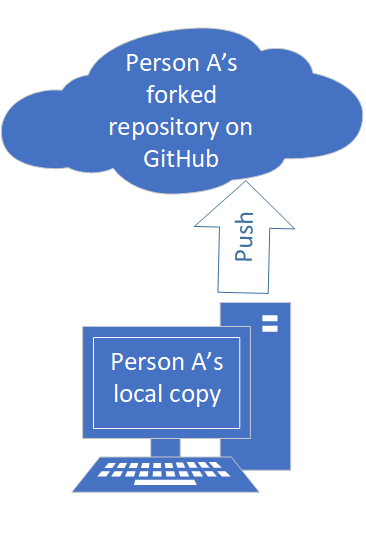 Person A’s
forked
repository on
GitHub
Push
Person A’s
local copy